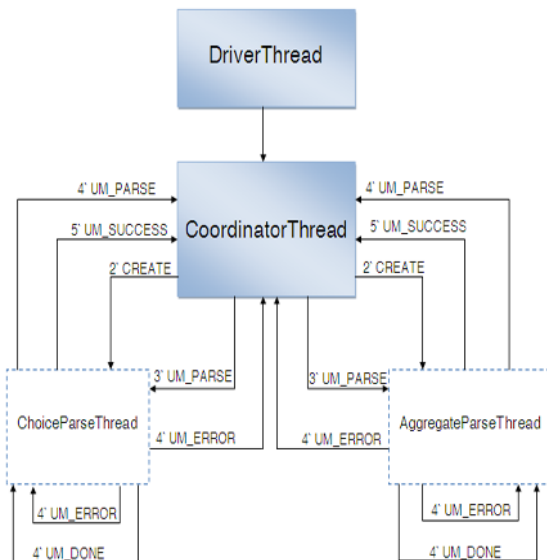 DriverThread
4' UM_PARSE
4' UM_PARSE
5' UM_SUCCESS
CoordinatorThread
5' UM_SUCCESS
2' CREATE
2' CREATE
3' UM_PARSE
3' UM_PARSE
ChoiceParseThread
AggregateParseThread
4' UM_ERROR
4' UM_ERROR
4' UM_ERROR
4' UM_ERROR
4' UM_DONE
4' UM_DONE